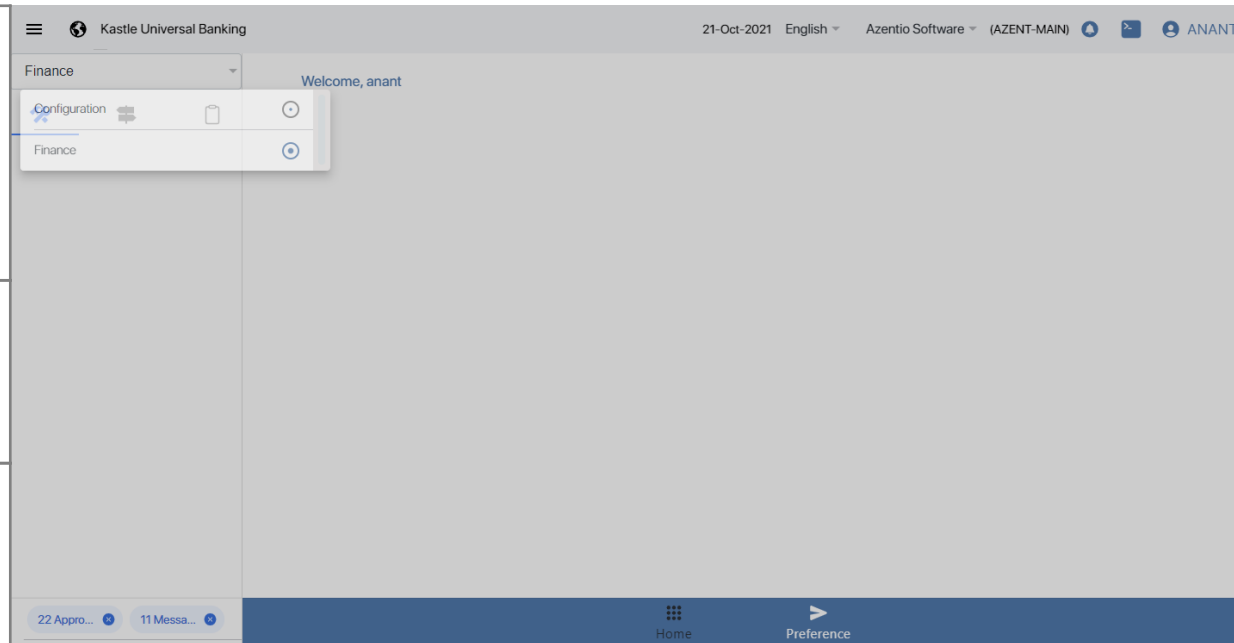 Kastle Universal Banking
21-Oct-2021 English Azentio Software (AZENT-MAIN) ANANT
Finance
Welcome, anant
Configuration
Finance
22 Appro... 11 Messa...
Home
Preference